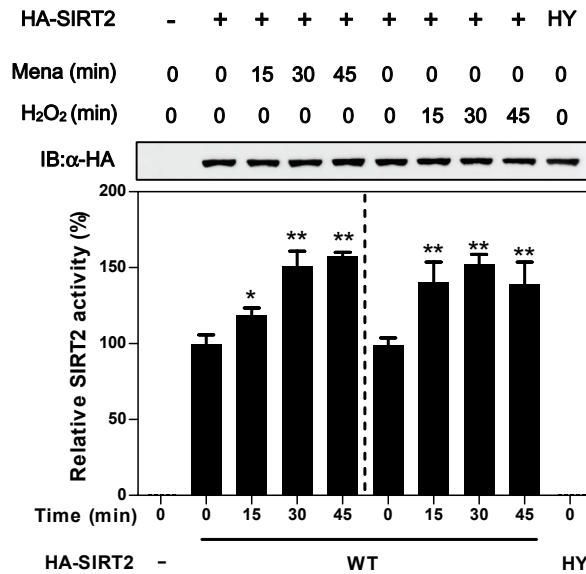 HA-SIRT2 - + + + + + + + + HY
Mena (min) 0 0 15 30 45 0 0 0 0 0
H₂O₂ (min) 0 0 0 0 0 0 15 30 45 0
IB:α-HA
Relative SIRT2 activity (%)
200
150
100
50
0
* ** ** ** ** **
Time (min) 0 0 15 30 45 0 15 30 45 0
HA-SIRT2 – WT HY